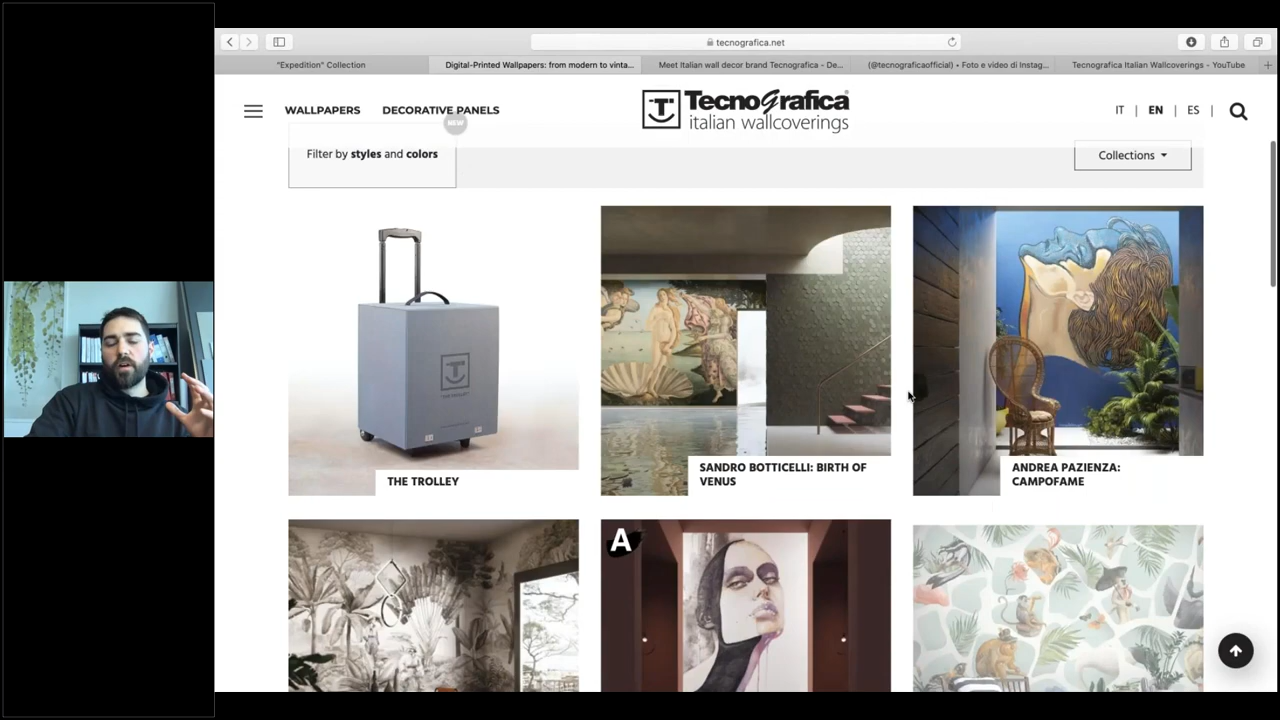 tecnografica.net
"Expedition" Collection
Digital-Printed Wallpapers: from modern to vinta...
Meet Italian wall decor brand Tecnografica - De...
(@tecnograficaofficial) • Foto e video di Instag...
Tecnografica Italian Wallcoverings - YouTube
WALLPAPERS
DECORATIVE PANELS
NEW
T
TecnoGrafica
italian wallcoverings
IT | EN | ES |
Filter by styles and colors
Collections
THE TROLLEY
SANDRO BOTTICELLI: BIRTH OF
VENUS
ANDREA PAZIENZA:
CAMPOFAME
A